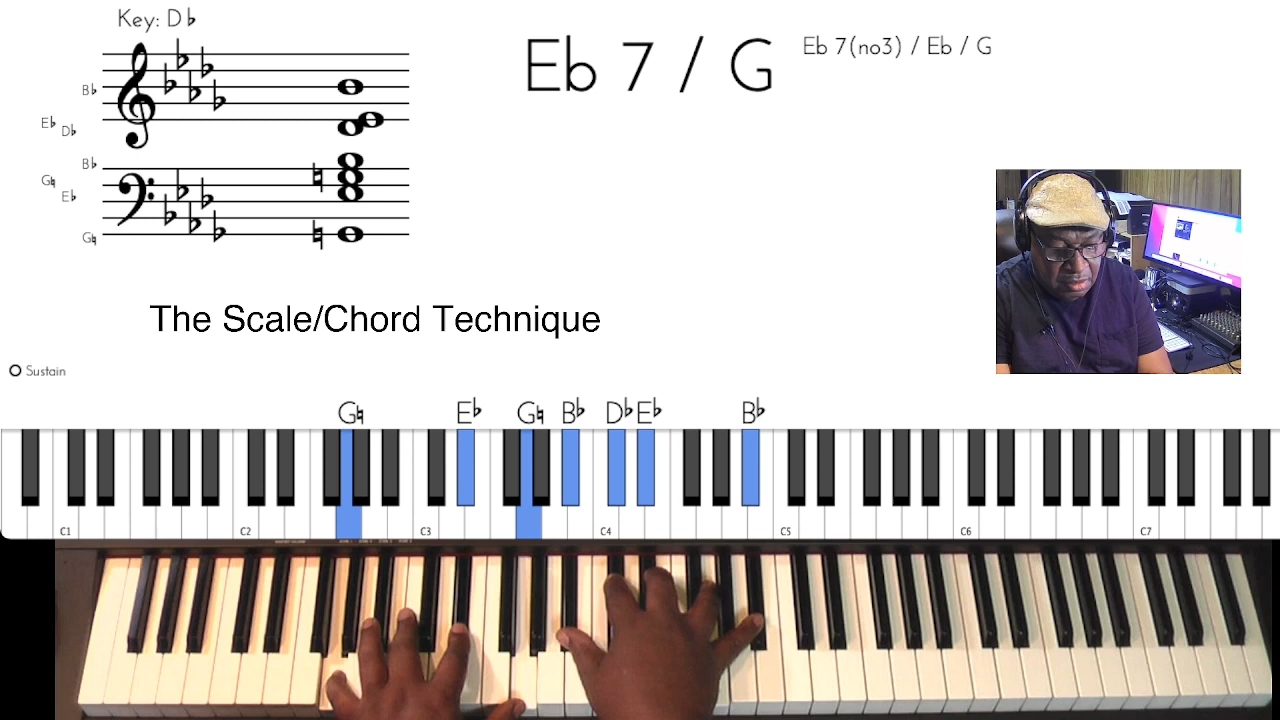 Key: D♭
Eb 7 / G
Eb 7(no3) / Eb / G
B♭
E♭
D♭
B♭
G♮
E♭
G♮
The Scale/Chord Technique
Sustain
G♮ E♭ G♮ B♭ D♭ E♭ B♭
C1 C2 C3 C4 C5 C6 C7